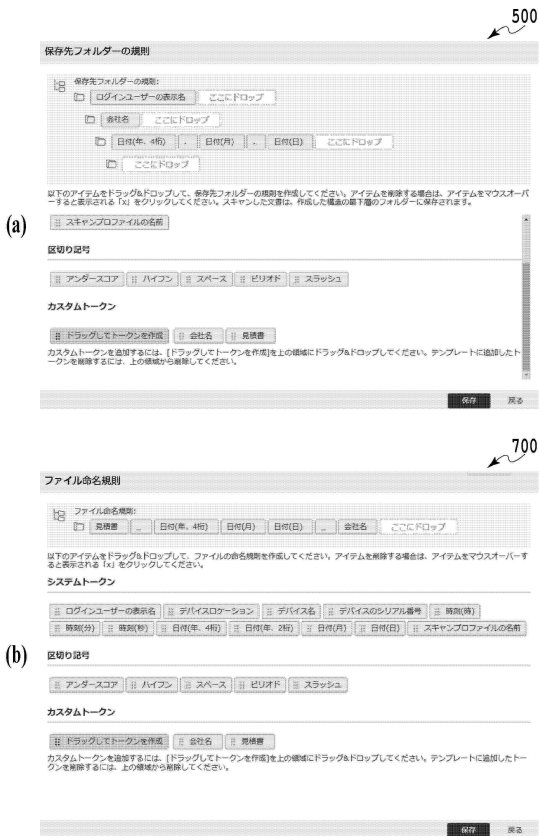 500
保存先フォルダーの規則
保存先フォルダーの規則:
ログインユーザーの表示名 ここにドロップ
会社名 ここにドロップ
日付(年、4桁) . 日付(月) . 日付(日) ここにドロップ
ここにドロップ
以下のアイテムをドラッグ&ドロップして、保存先フォルダーの規則を作成してください。アイテムを削除する場合は、アイテムをマウスオーバ
ーすると表示される「x」をクリックしてください。スキャンした文書は、作成した構造の最下層のフォルダーに保存されます。
(a)
スキャンプロファイルの名前
区切り記号
アンダースコア ハイフン スペース ピリオド スラッシュ
カスタムトークン
ドラッグしてトークンを作成 会社名 見積書
カスタムトークンを追加するには、[ドラッグしてトークンを作成]を上の領域にドラッグ&ドロップしてください。テンプレートに追加したト
ークンを削除するには、上の領域から削除してください。
保存 戻る
700
ファイル命名規則
ファイル命名規則:
見積書 _ 日付(年、4桁) 日付(月) 日付(日) _ 会社名 ここにドロップ
以下のアイテムをドラッグ&ドロップして、ファイルの命名規則を作成してください。アイテムを削除する場合は、アイテムをマウスオーバーす
ると表示される「x」をクリックしてください。
システムトークン
ログインユーザーの表示名 デバイスロケーション デバイス名 デバイスのシリアル番号 時刻(時)
時刻(分) 時刻(秒) 日付(年、4桁) 日付(年、2桁) 日付(月) 日付(日) スキャンプロファイルの名前
(b)
区切り記号
アンダースコア ハイフン スペース ピリオド スラッシュ
カスタムトークン
ドラッグしてトークンを作成 会社名 見積書
カスタムトークンを追加するには、[ドラッグしてトークンを作成]を上の領域にドラッグ&ドロップしてください。テンプレートに追加したトー
クンを削除するには、上の領域から削除してください。
保存 戻る